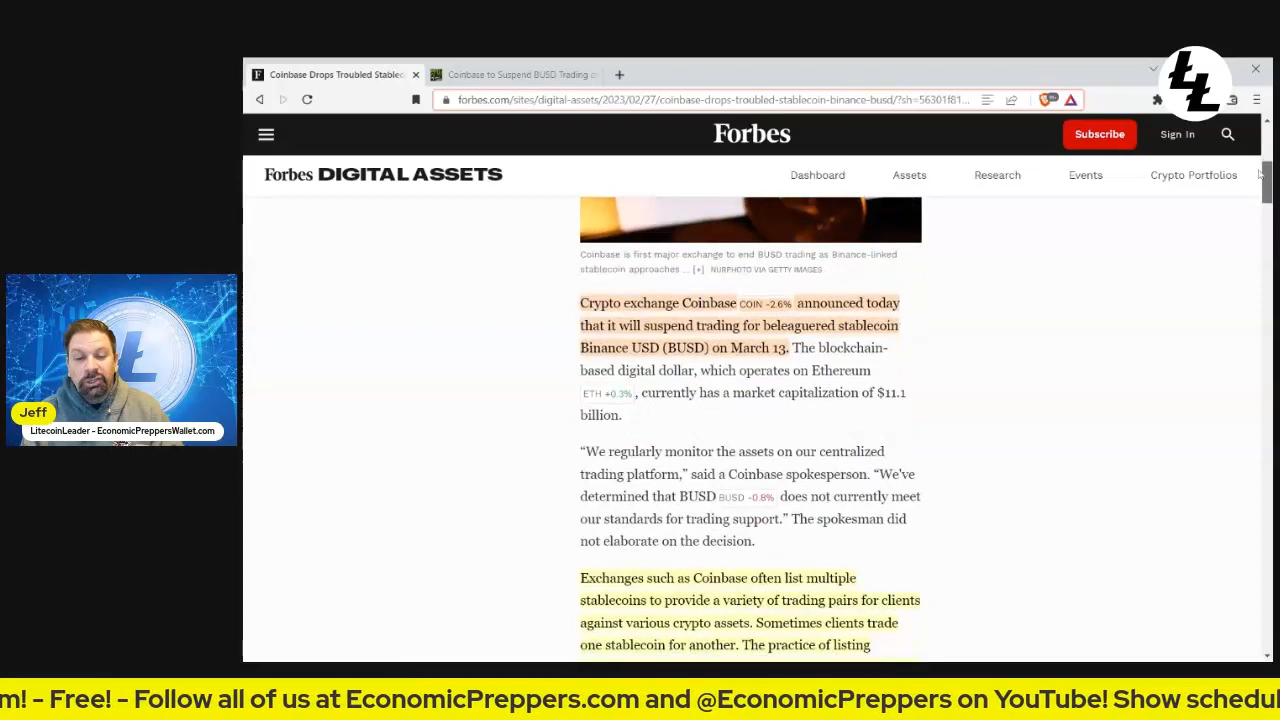 Coinbase Drops Troubled Stablec
Coinbase to Suspend BUSD Trading
forbes.com/sites/digital-assets/2023/02/27/coinbase-drops-troubled-stablecoin-binance-busd/?sh=56301f81...
Forbes
Subscribe
Sign In
Forbes DIGITAL ASSETS
Dashboard
Assets
Research
Events
Crypto Portfolios
Coinbase is first major exchange to end BUSD trading as Binance-linked
stablecoin approaches ... [+] NURPHOTO VIA GETTY IMAGES
Crypto exchange Coinbase COIN -2.6% announced today
that it will suspend trading for beleaguered stablecoin
Binance USD (BUSD) on March 13. The blockchain-
based digital dollar, which operates on Ethereum
ETH +0.3% , currently has a market capitalization of $11.1
billion.
“We regularly monitor the assets on our centralized
trading platform,” said a Coinbase spokesperson. “We've
determined that BUSD BUSD -0.8% does not currently meet
our standards for trading support.” The spokesman did
not elaborate on the decision.
Exchanges such as Coinbase often list multiple
stablecoins to provide a variety of trading pairs for clients
against various crypto assets. Sometimes clients trade
one stablecoin for another. The practice of listing
Jeff
LitecoinLeader - EconomicPreppersWallet.com
m! - Free! - Follow all of us at EconomicPreppers.com and @EconomicPreppers on YouTube! Show schedu